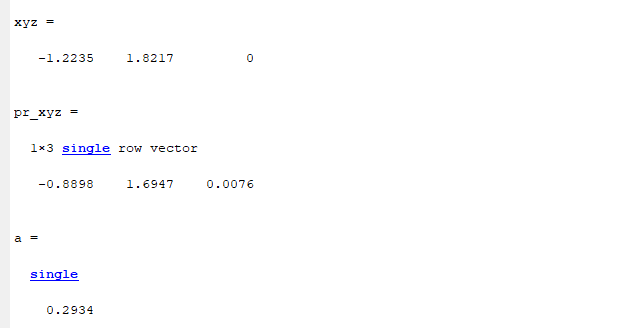 xyz =
-1.2235 1.8217 0
pr_xyz =
1×3 single row vector
-0.8898 1.6947 0.0076
a =
single
0.2934